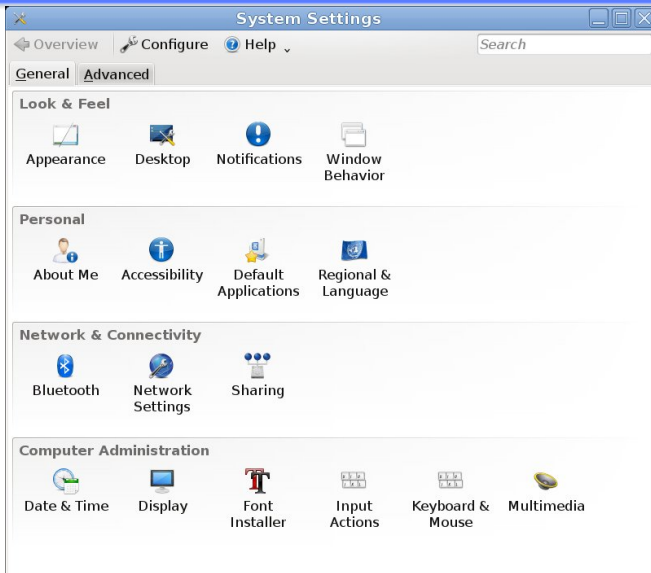 System Settings
Overview Configure Help Search
General Advanced
Look & Feel
Appearance Desktop Notifications Window
Behavior
Personal
About Me Accessibility Default Regional &
Applications Language
Network & Connectivity
Bluetooth Network Sharing
Settings
Computer Administration
Date & Time Display Font Input Keyboard & Multimedia
Installer Actions Mouse